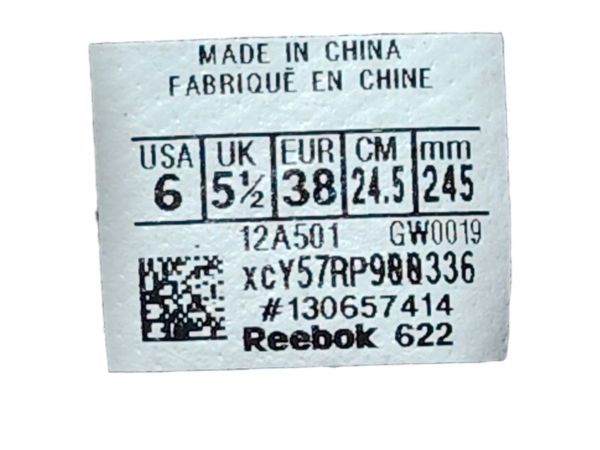 MADE IN CHINA
FABRIQUÉ EN CHINE
USA UK EUR CM mm
6 5½ 38 24.5 245
12A501 GW0019
#130657414
Reebok 622